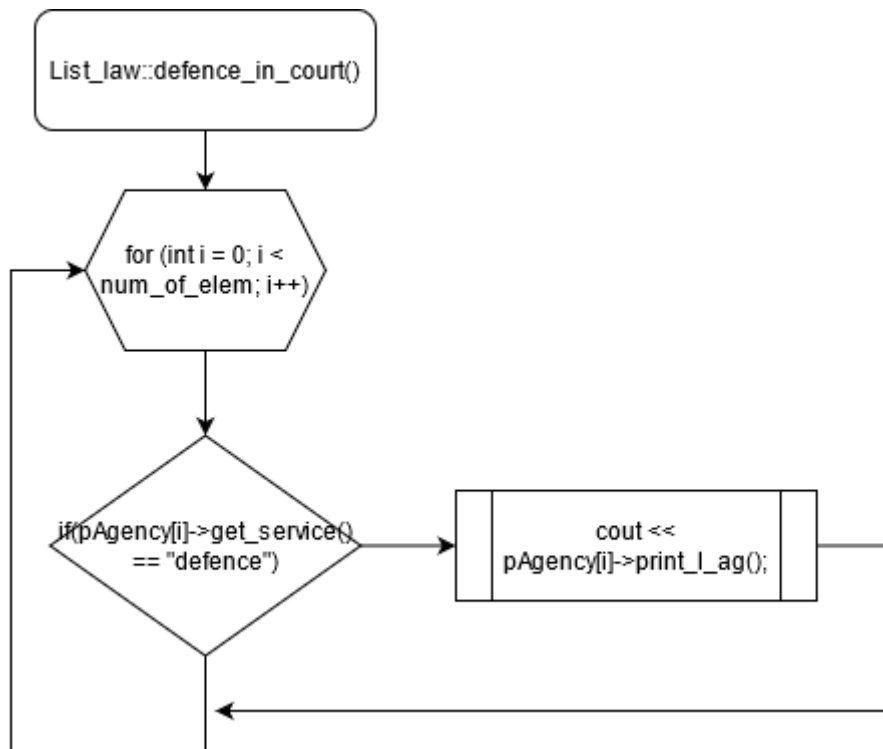 List_law::defence_in_court()
for (int i = 0; i <
num_of_elem; i++)
if(pAgency[i]->get_service()
== "defence")
cout <<
pAgency[i]->print_l_ag();